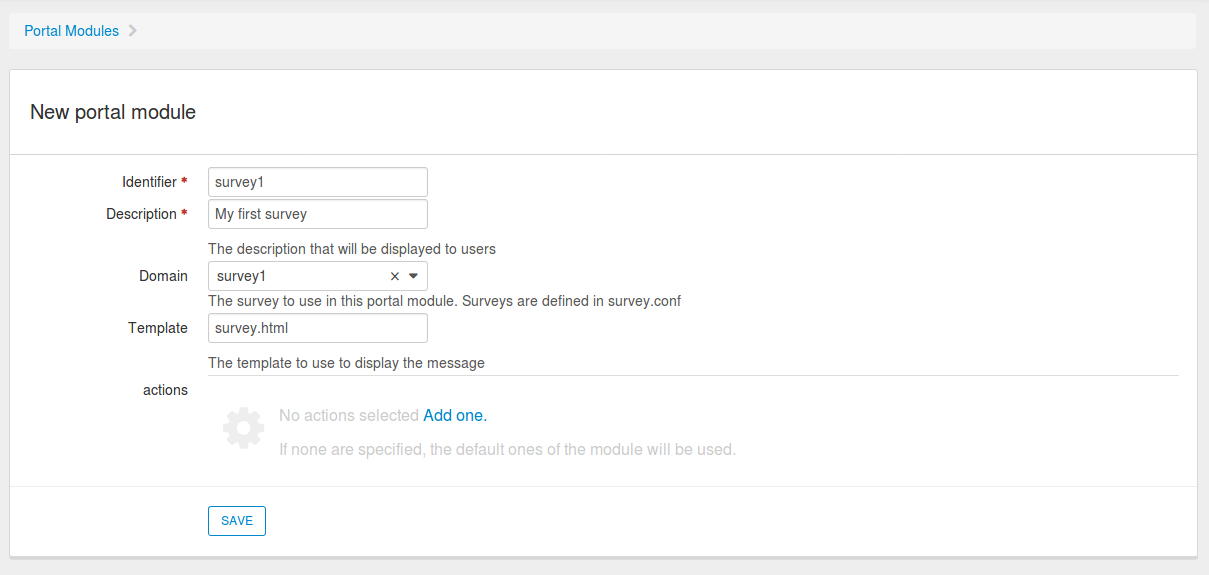 Portal Modules
New portal module
Identifier * survey1
Description * My first survey
The description that will be displayed to users
Domain survey1
The survey to use in this portal module. Surveys are defined in survey.conf
Template survey.html
The template to use to display the message
actions
No actions selected Add one.
If none are specified, the default ones of the module will be used.
SAVE